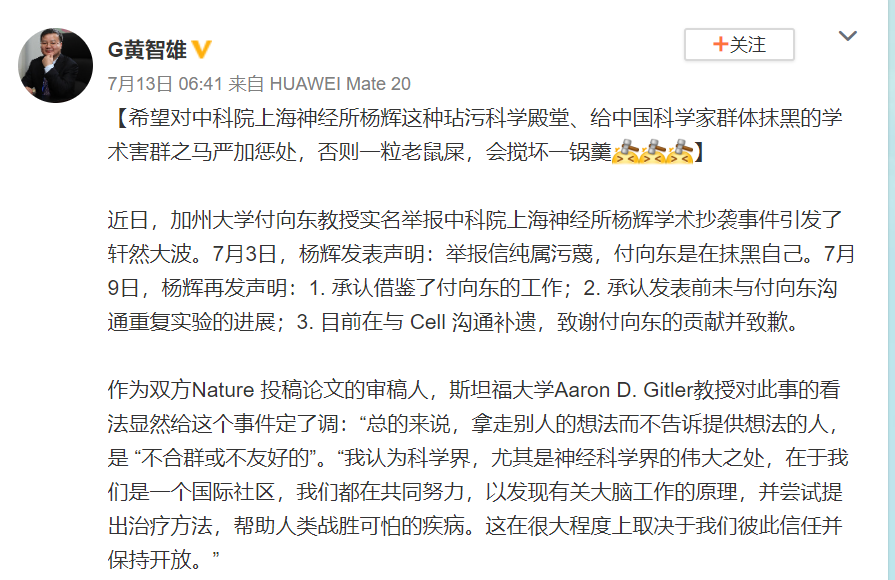 G黄智雄
+关注
7月13日 06:41 来自 HUAWEI Mate 20
【希望对中科院上海神经所杨辉这种玷污科学殿堂、给中国科学家群体抹黑的学
术害群之马严加惩处，否则一粒老鼠屎，会搅坏一锅羹】
近日，加州大学付向东教授实名举报中科院上海神经所杨辉学术抄袭事件引发了
轩然大波。7月3日，杨辉发表声明：举报信纯属污蔑，付向东是在抹黑自己。7月
9日，杨辉再发声明：1. 承认借鉴了付向东的工作；2. 承认发表前未与付向东沟
通重复实验的进展；3. 目前在与 Cell 沟通补遗，致谢付向东的贡献并致歉。
作为双方Nature 投稿论文的审稿人，斯坦福大学Aaron D. Gitler教授对此事的看
法显然给这个事件定了调：“总的来说，拿走别人的想法而不告诉提供想法的人，
是 “不合群或不友好的”。“我认为科学界，尤其是神经科学界的伟大之处，在于我
们是一个国际社区，我们都在共同努力，以发现有关大脑工作的原理，并尝试提
出治疗方法，帮助人类战胜可怕的疾病。这在很大程度上取决于我们彼此信任并
保持开放。”